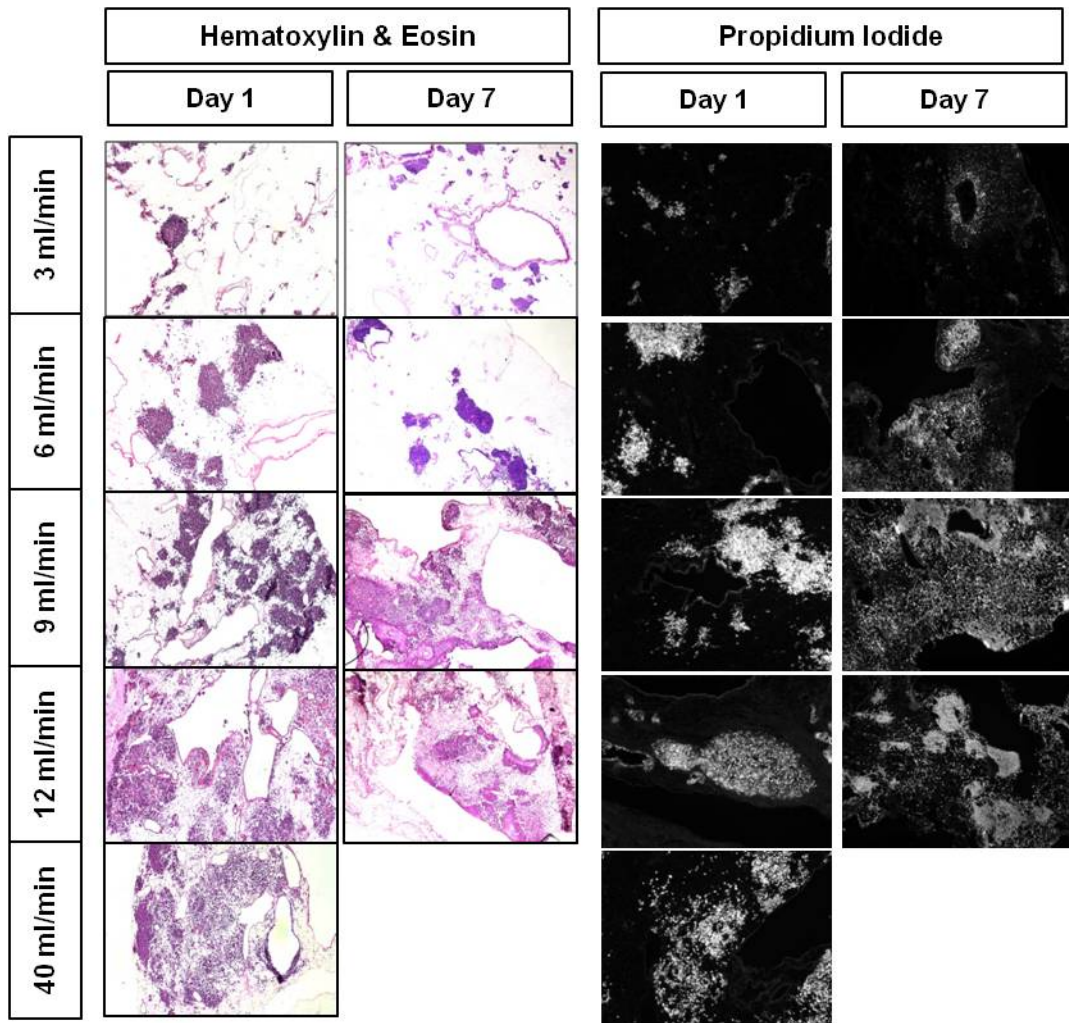 Hematoxylin & Eosin
Propidium Iodide
Day 1
Day 7
Day 1
Day 7
3 ml/min
6 ml/min
9 ml/min
12 ml/min
40 ml/min